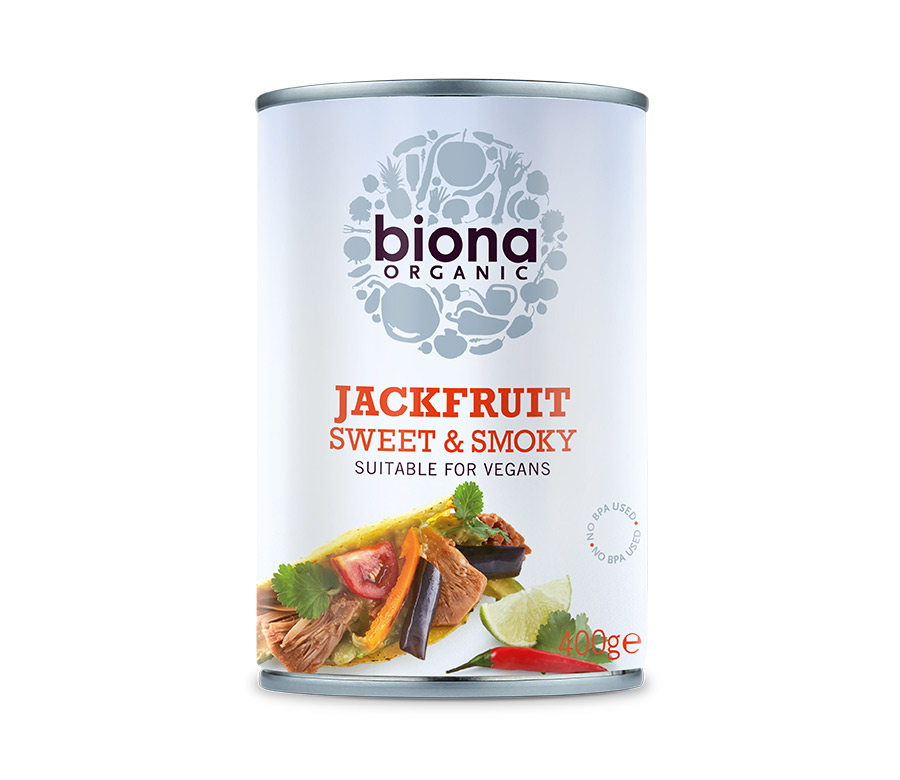 biona
ORGANIC
JACKFRUIT
SWEET & SMOKY
SUITABLE FOR VEGANS
NO BPA USED • NO BPA USED •
400g℮